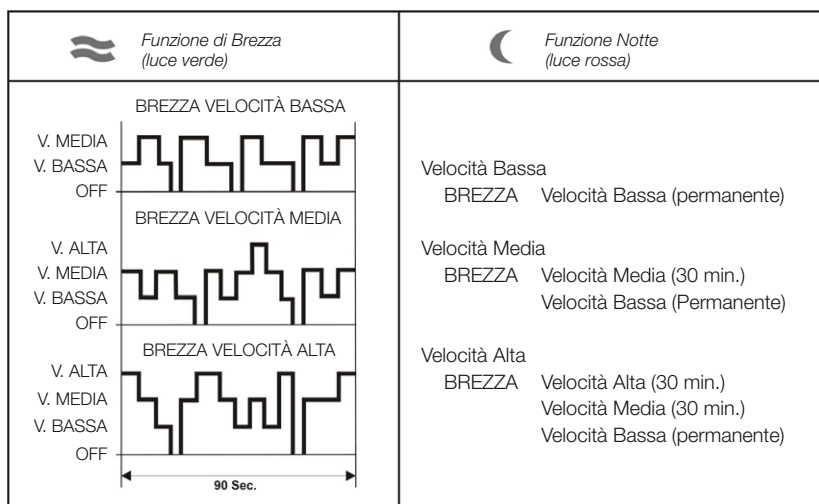 Funzione di Brezza
(luce verde)
Funzione Notte
(luce rossa)
BREZZA VELOCITÀ BASSA
V. MEDIA
V. BASSA
OFF
BREZZA VELOCITÀ MEDIA
V. ALTA
V. MEDIA
V. BASSA
OFF
BREZZA VELOCITÀ ALTA
V. ALTA
V. MEDIA
V. BASSA
OFF
90 Sec.
Velocità Bassa
BREZZA Velocità Bassa (permanente)
Velocità Media
BREZZA Velocità Media (30 min.)
Velocità Bassa (Permanente)
Velocità Alta
BREZZA Velocità Alta (30 min.)
Velocità Media (30 min.)
Velocità Bassa (permanente)